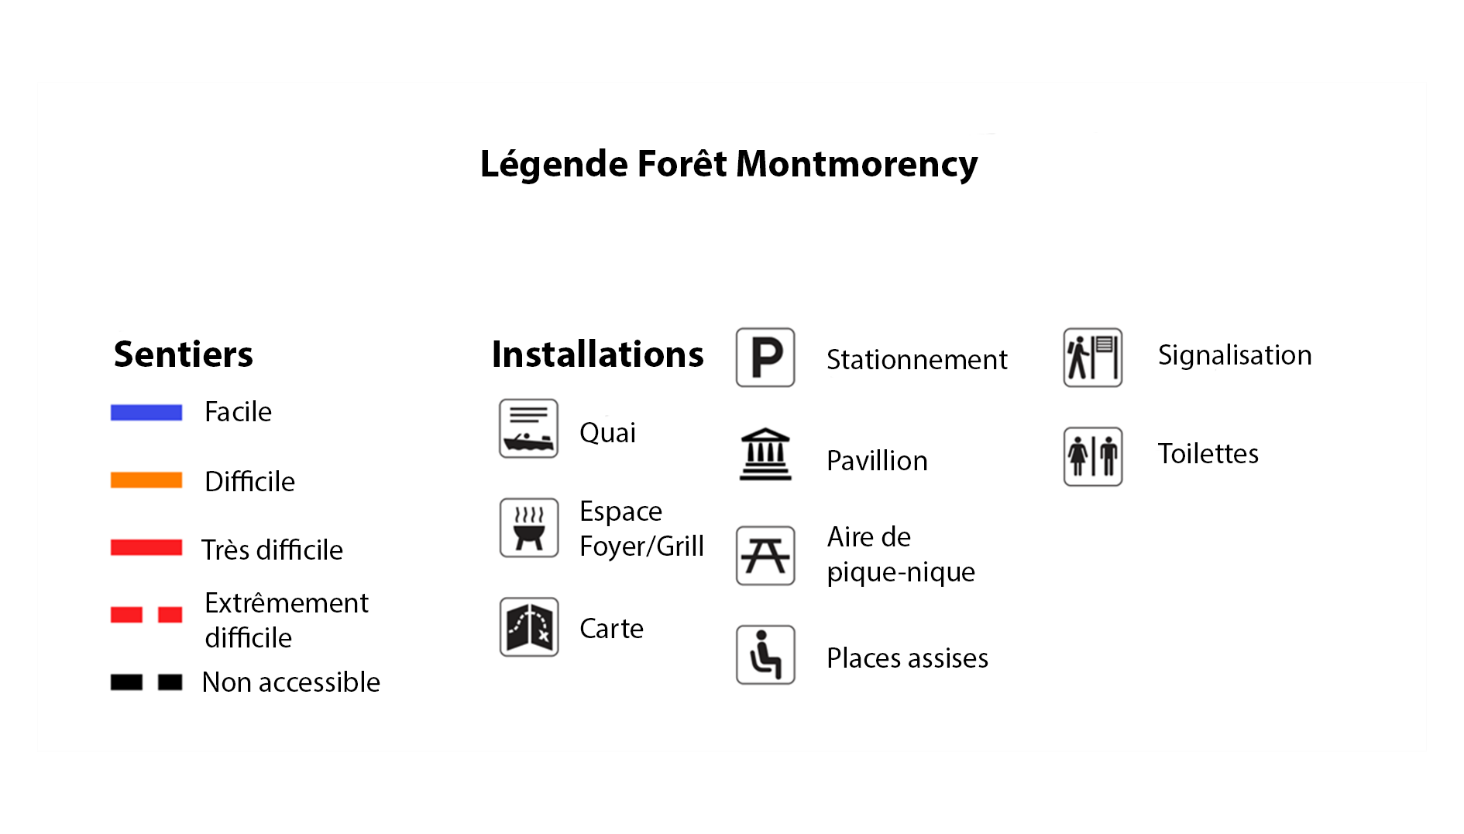 Légende Forêt Montmorency
Sentiers
Facile
Difficile
Très difficile
Extrêmement
difficile
Non accessible
Installations
Quai
Espace
Foyer/Grill
Carte
P
Stationnement
Pavillion
Aire de
pique-nique
Places assises
Signalisation
Toilettes